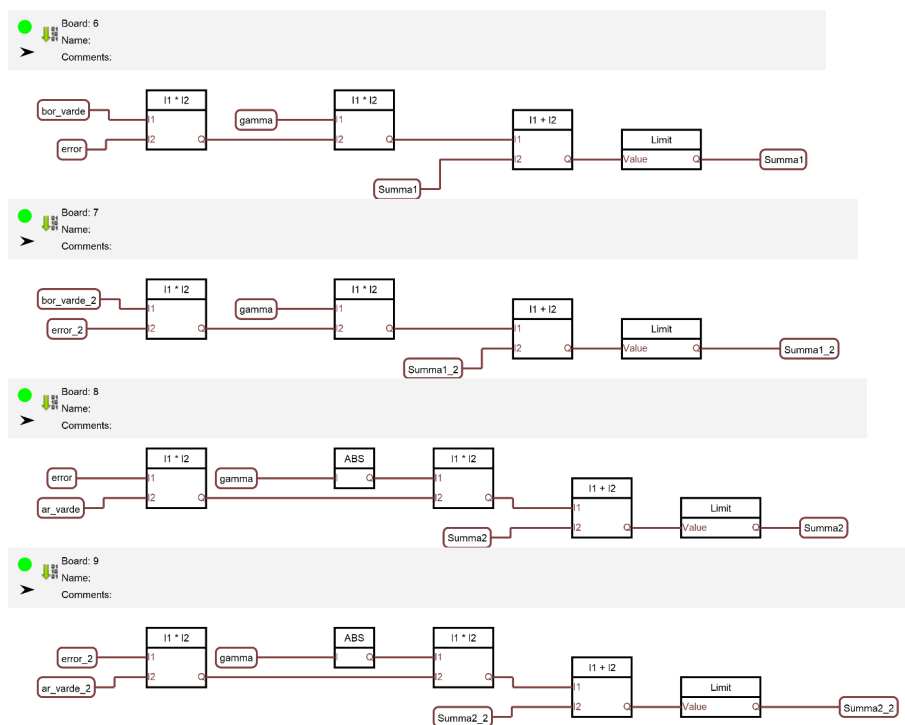 Board: 6
Name:
Comments:
I1 * I2
I1 * I2
bor_varde
I1
gamma
I1
I1 + I2
error
I2
Q
I2
Q
I1
Limit
I2
Q
Value
Q
Summa1
Summa1
Board: 7
Name:
Comments:
I1 * I2
I1 * I2
bor_varde_2
I1
gamma
I1
I1 + I2
error_2
I2
Q
I2
Q
I1
Limit
I2
Q
Value
Q
Summa1_2
Summa1_2
Board: 8
Name:
Comments:
I1 * I2
ABS
I1 * I2
error
I1
gamma
I
Q
I1
I1 + I2
ar_varde
I2
Q
I2
Q
I1
Limit
Summa2
I2
Q
Value
Q
Summa2
Board: 9
Name:
Comments:
I1 * I2
ABS
I1 * I2
error_2
I1
gamma
I
Q
I1
I1 + I2
ar_varde_2
I2
Q
I2
Q
I1
Limit
Summa2_2
I2
Q
Value
Q
Summa2_2